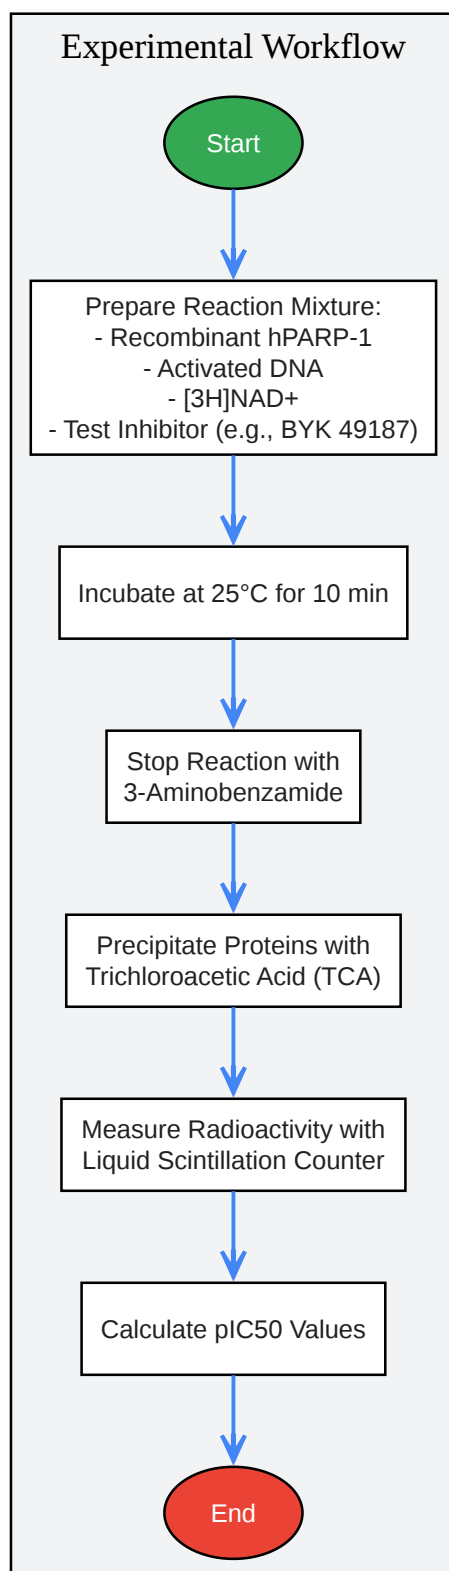 Experimental Workflow
Start
Prepare Reaction Mixture:
- Recombinant hPARP-1
- Activated DNA
- [3H]NAD+
- Test Inhibitor (e.g., BYK 49187)
Incubate at 25°C for 10 min
Stop Reaction with
3-Aminobenzamide
Precipitate Proteins with
Trichloroacetic Acid (TCA)
Measure Radioactivity with
Liquid Scintillation Counter
Calculate pIC50 Values
End